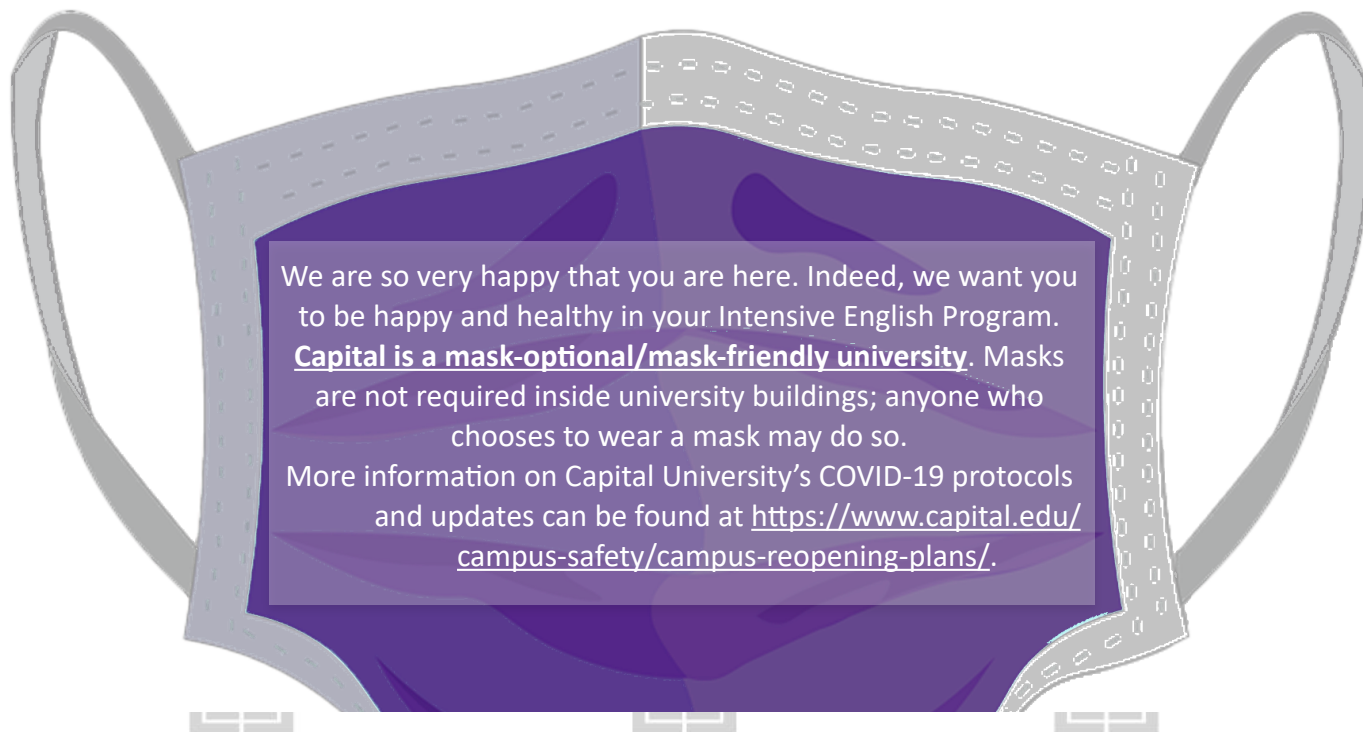 We are so very happy that you are here. Indeed, we want you
to be happy and healthy in your Intensive English Program.
Capital is a mask-optional/mask-friendly university. Masks
are not required inside university buildings; anyone who
chooses to wear a mask may do so.
More information on Capital University’s COVID-19 protocols
and updates can be found at https://www.capital.edu/
campus-safety/campus-reopening-plans/.